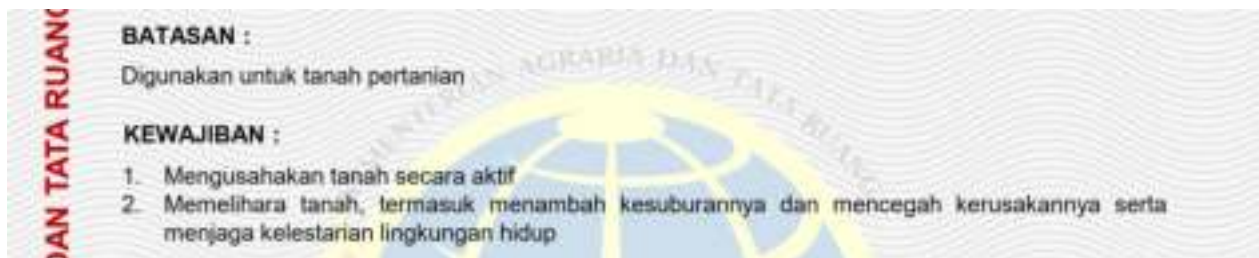 DAN TATA RUANG
BATASAN :
Digunakan untuk tanah pertanian
KEWAJIBAN :
1. Mengusahakan tanah secara aktif
2. Memelihara tanah, termasuk menambah kesuburannya dan mencegah kerusakannya serta
menjaga kelestarian lingkungan hidup
AGRARIA DAN TATA RUANG